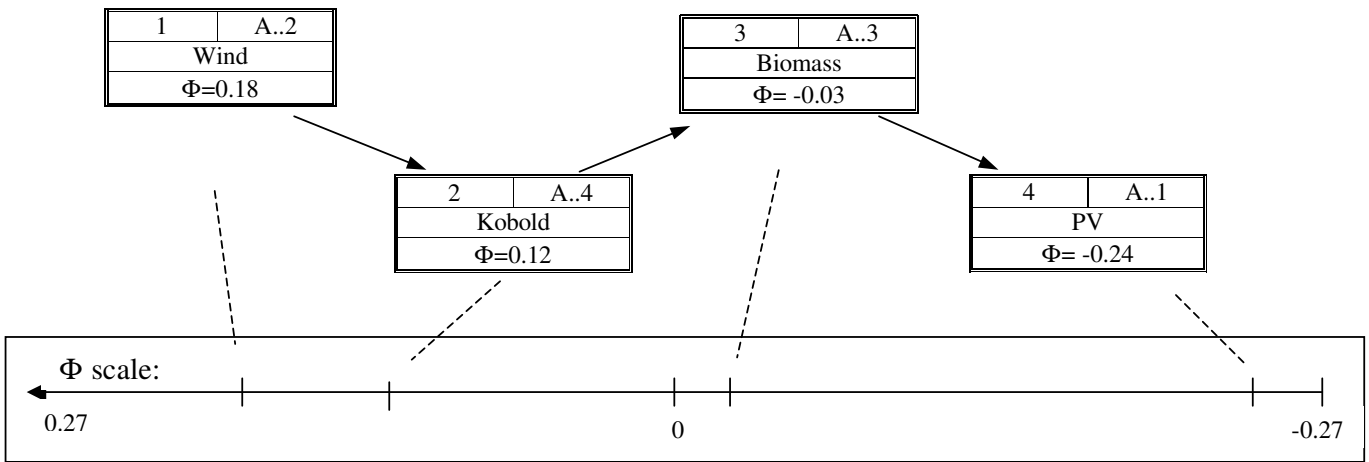 1 A..2
Wind
Φ=0.18
3 A..3
Biomass
Φ= -0.03
2 A..4
Kobold
Φ=0.12
4 A..1
PV
Φ= -0.24
Φ scale:
0.27 0 -0.27